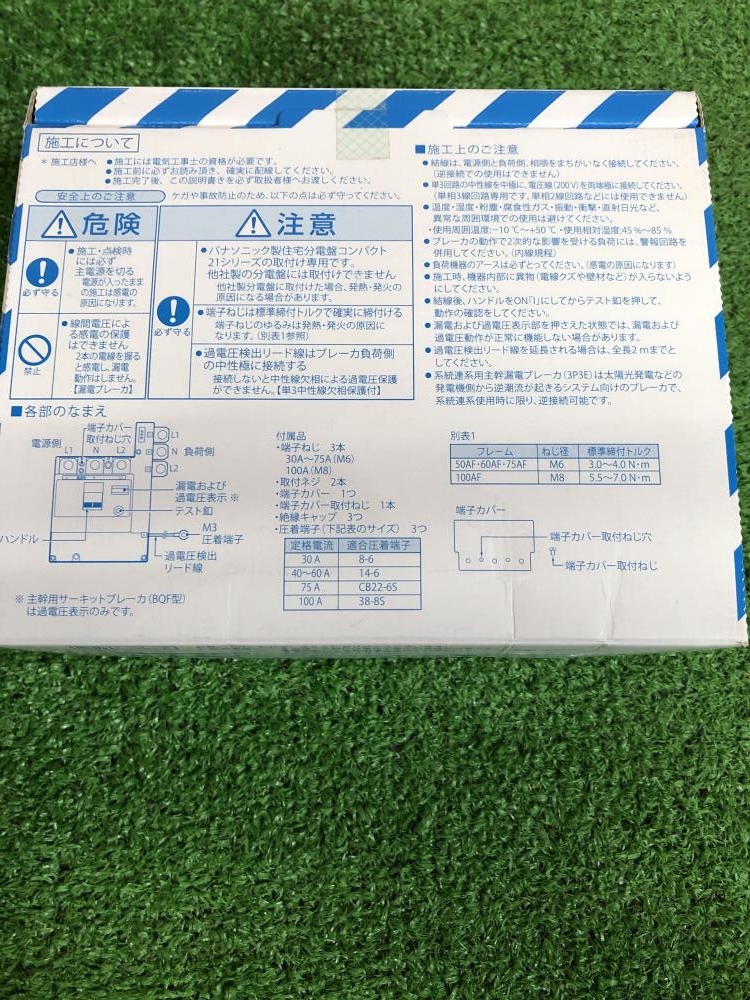 施工について
* 施工店様へ ●施工には電気工事士の資格が必要です。
●施工前に必ずお読み頂き、確実に配線してください。
●施工完了後、この説明書きを必ず取扱者様へお渡しください。
安全上のご注意 ケガや事故防止のため、以下の点は必ず守ってください。
危険
必ず守る
●施工・点検時
には必ず
主電源を切る
電源が入ったまま
の施工は感電の
原因になります。
禁止
●線間電圧によ
る感電の保護
はできません
2本の電線を握る
と感電し、漏電
動作はしません。
【漏電ブレーカ】
注意
必ず守る
●パナソニック製住宅分電盤コンパクト
21シリーズの取付け専用です。
他社製の分電盤には取付けできません
他社製分電盤に取付けた場合、発熱・発火の
原因になる場合があります。
●端子ねじは標準締付トルクで確実に締付ける
端子ねじのゆるみは発熱・発火の原因に
なります。(別表1参照)
●過電圧検出リード線はブレーカ負荷側
の中性極に接続する
接続しないと中性線欠相による過電圧保護
ができません。【単3中性線欠相保護付】
■施工上のご注意
●結線は、電源側と負荷側、相順をまちがいなく接続してください。
(逆接続での使用はできません)
●単3回路の中性線を中極に、電圧線(200V)を両端極に接続してください。
(単相3線回路専用です。単相2線回路などには使用できません)
●温度・湿度・粉塵・腐食性ガス・振動・衝撃・直射日光など、
異常な周囲環境での使用は避けてください。
・使用周囲温度:−10℃〜+50℃・使用相対湿度:45%〜85%
●ブレーカの動作で2次的な影響を受ける負荷には、警報回路を
併用してください。(内線規程)
●負荷機器のアースは必ずとってください。(感電の原因になります)
●施工時、機器内部に異物(電線クズや壁材など)が入らないよう
にしてください。
●結線後、ハンドルをON「I」にしてからテスト釦を押して、
動作の確認をしてください。
●漏電および過電圧表示部を押さえた状態では、漏電および
過電圧動作が正常に機能しない場合があります。
●過電圧検出リード線を延長される場合は、全長2mまでと
してください。
●系統連系用主幹漏電ブレーカ(3P3E)は太陽光発電などの
発電機側から逆潮流が起きるシステム向けのブレーカで、
系統連系使用時に限り、逆接続可能です。
■各部のなまえ
端子カバー
取付ねじ穴
電源側
L1 N L2
L1
N 負荷側
L2
漏電および
過電圧表示 ※
テスト釦
M3
圧着端子
ハンドル
過電圧検出
リード線
※主幹用サーキットブレーカ(BQF型)
は過電圧表示のみです。
付属品
・端子ねじ 3本
30A〜75A(M6)
100A(M8)
・取付ネジ 2本
・端子カバー 1つ
・端子カバー取付ねじ 1本
・絶縁キャップ 3つ
・圧着端子(下記表のサイズ) 3つ
定格電流 適合圧着端子
30A 8-6
40〜60A 14-6
75A CB22-6S
100A 38-8S
別表1
フレーム ねじ径 標準締付トルク
50AF・60AF・75AF M6 3.0〜4.0N・m
100AF M8 5.5〜7.0N・m
端子カバー
端子カバー取付ねじ穴
端子カバー取付ねじ